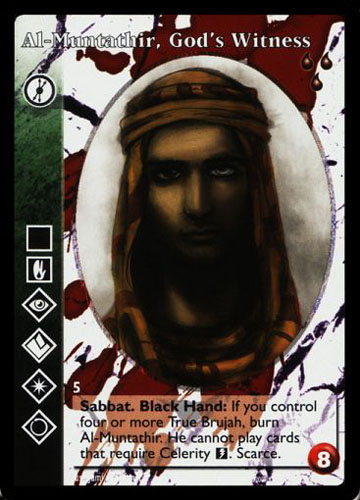 Al-Muntathir, God's Witness
5
Sabbat. Black Hand: If you control
four or more True Brujah, burn
Al-Muntathir. He cannot play cards
that require Celerity . Scarce.
8